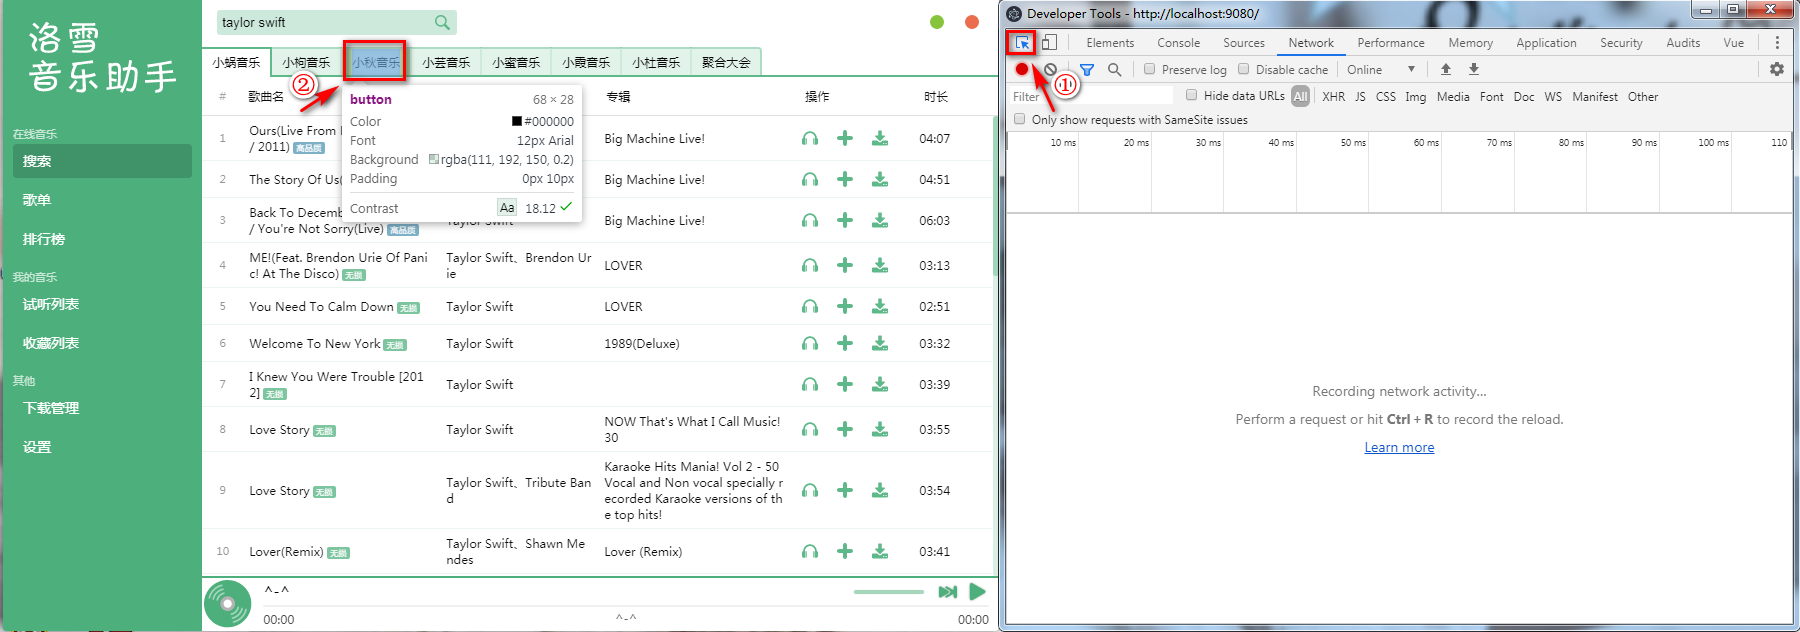 洛雪
音乐助手
在线音乐
搜索
歌单
排行榜
我的音乐
试听列表
收藏列表
其他
下载管理
设置
taylor swift
小蜗音乐 小枸音乐 小秋音乐 小芸音乐 小蜜音乐 小霞音乐 小杜音乐 聚合大会
②
# 歌曲名 专辑 操作 时长
button 68 × 28
Color #000000
Font 12px Arial
Background rgba(111, 192, 150, 0.2)
Padding 0px 10px
Contrast Aa 18.12
1 Ours(Live From Big Machine Live! 04:07
/ 2011) 高品质
2 The Story Of Us( Big Machine Live! 04:51
3 Back To Decemb Taylor Swift Big Machine Live! 06:03
/ You're Not Sorry(Live) 高品质
4 ME!(Feat. Brendon Urie Of Panic! At The Disco) 无损 Taylor Swift、Brendon Urie LOVER 03:13
5 You Need To Calm Down 无损 Taylor Swift LOVER 02:51
6 Welcome To New York 无损 Taylor Swift 1989(Deluxe) 03:32
7 I Knew You Were Trouble [2012] 无损 Taylor Swift 03:39
8 Love Story 无损 Taylor Swift NOW That's What I Call Music! 30 03:55
9 Love Story 无损 Taylor Swift、Tribute Band Karaoke Hits Mania! Vol 2 - 50 Vocal and Non vocal specially recorded Karaoke versions of the top hits! 03:54
10 Lover(Remix) 无损 Taylor Swift、Shawn Mendes Lover (Remix) 03:41
^-^
00:00 ^-^ 00:00
Developer Tools - http://localhost:9080/
Elements Console Sources Network Performance Memory Application Security Audits Vue
①
Preserve log Disable cache Online
Filter Hide data URLs All XHR JS CSS Img Media Font Doc WS Manifest Other
Only show requests with SameSite issues
10 ms 20 ms 30 ms 40 ms 50 ms 60 ms 70 ms 80 ms 90 ms 100 ms 110
Recording network activity...
Perform a request or hit Ctrl + R to record the reload.
Learn more